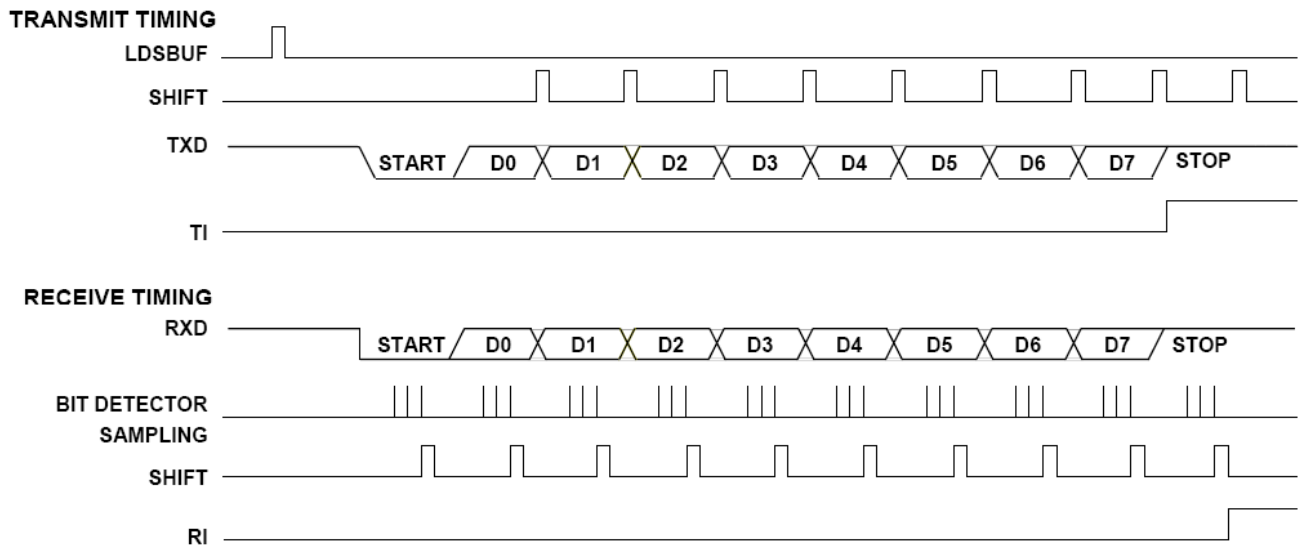 TRANSMIT TIMING
LDSBUF
SHIFT
TXD START D0 D1 D2 D3 D4 D5 D6 D7 STOP
TI
RECEIVE TIMING
RXD START D0 D1 D2 D3 D4 D5 D6 D7 STOP
BIT DETECTOR
SAMPLING
SHIFT
RI